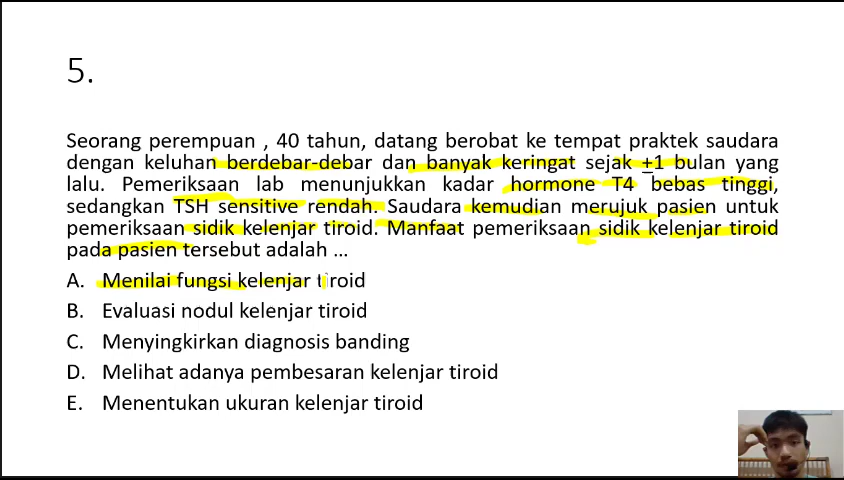 5.
Seorang perempuan , 40 tahun, datang berobat ke tempat praktek saudara
dengan keluhan berdebar-debar dan banyak keringat sejak +1 bulan yang
lalu. Pemeriksaan lab menunjukkan kadar hormone T4 bebas tinggi,
sedangkan TSH sensitive rendah. Saudara kemudian merujuk pasien untuk
pemeriksaan sidik kelenjar tiroid. Manfaat pemeriksaan sidik kelenjar tiroid
pada pasien tersebut adalah ...
A. Menilai fungsi kelenjar tiroid
B. Evaluasi nodul kelenjar tiroid
C. Menyingkirkan diagnosis banding
D. Melihat adanya pembesaran kelenjar tiroid
E. Menentukan ukuran kelenjar tiroid